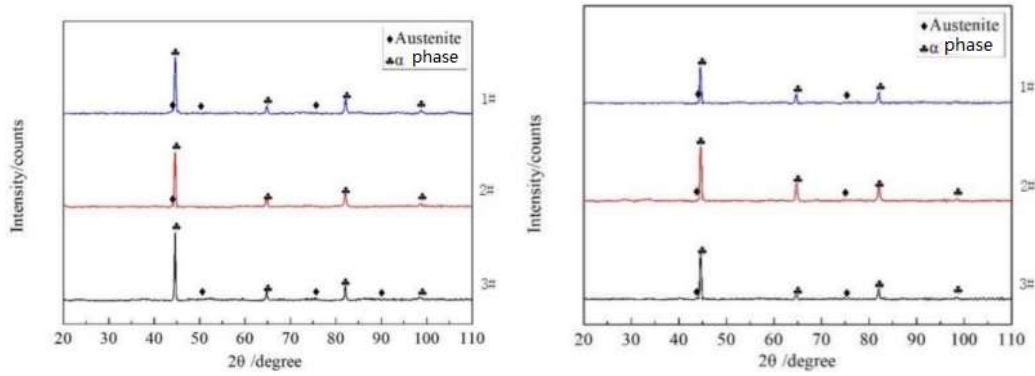 Austenite
α phase
1#
2#
3#
Intensity/counts
20 30 40 50 60 70 80 90 100 110
2θ /degree
Austenite
α phase
1#
2#
3#
Intensity/counts
20 30 40 50 60 70 80 90 100 110
2θ /degree